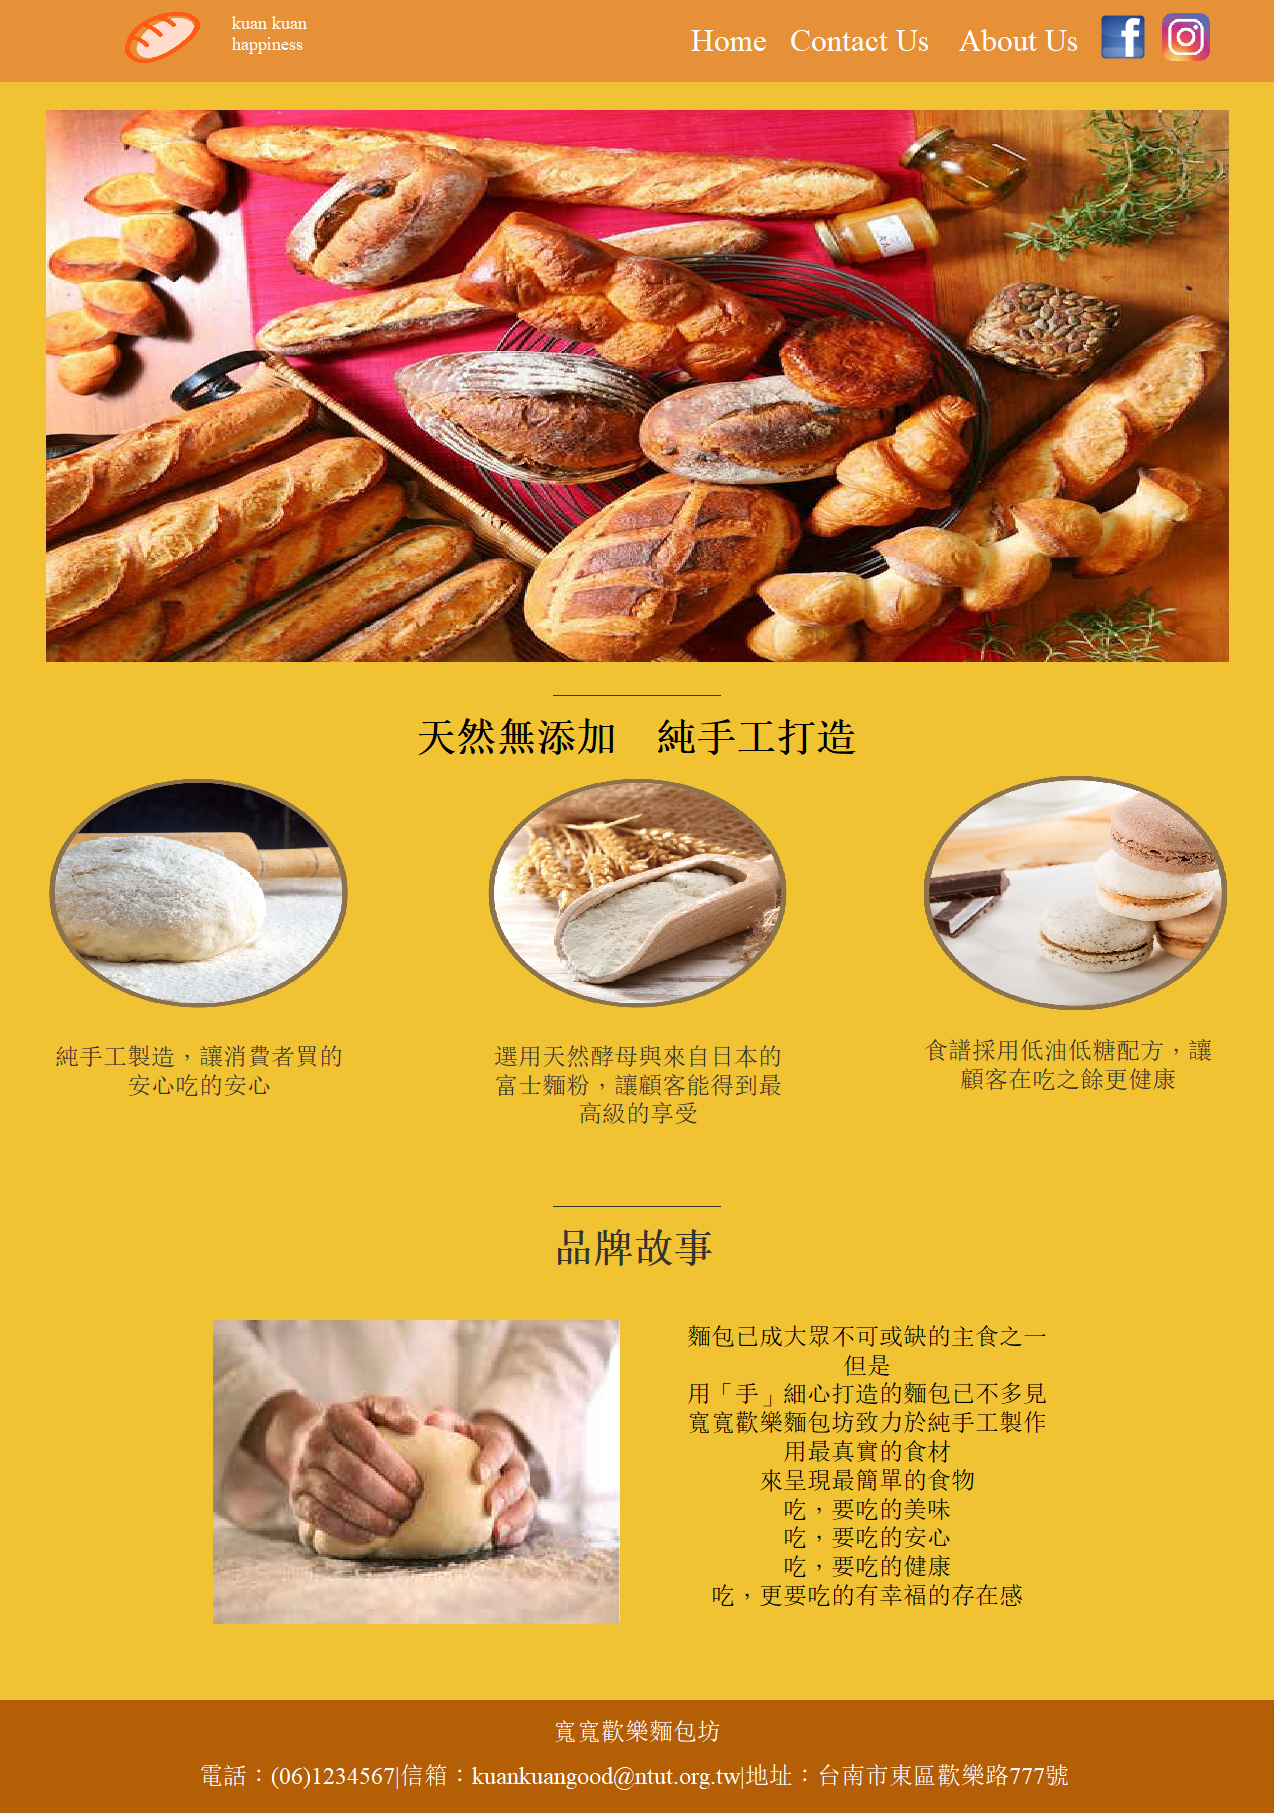 kuan kuan
happiness
Home Contact Us About Us
天然無添加　純手工打造
純手工製造，讓消費者買的
安心吃的安心
選用天然酵母與來自日本的
富士麵粉，讓顧客能得到最
高級的享受
食譜採用低油低糖配方，讓
顧客在吃之餘更健康
品牌故事
麵包已成大眾不可或缺的主食之一
但是
用「手」細心打造的麵包已不多見
寬寬歡樂麵包坊致力於純手工製作
用最真實的食材
來呈現最簡單的食物
吃，要吃的美味
吃，要吃的安心
吃，要吃的健康
吃，更要吃的有幸福的存在感
寬寬歡樂麵包坊
電話：(06)1234567|信箱：kuankuangood@ntut.org.tw|地址：台南市東區歡樂路777號